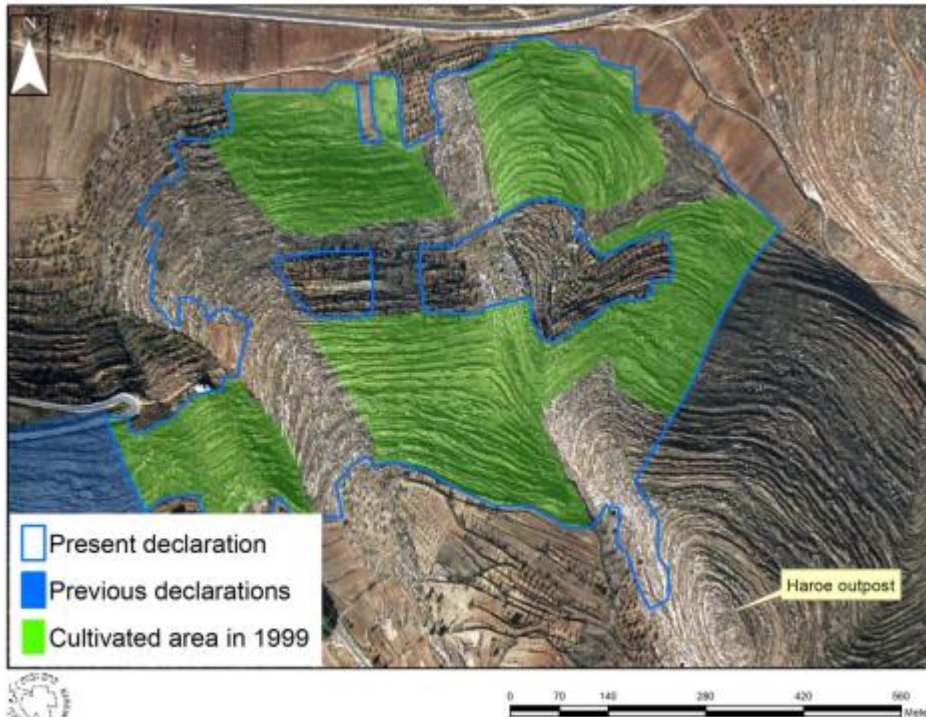 N
Haroe outpost
Present declaration
Previous declarations
Cultivated area in 1999
0 70 140 280 420 560